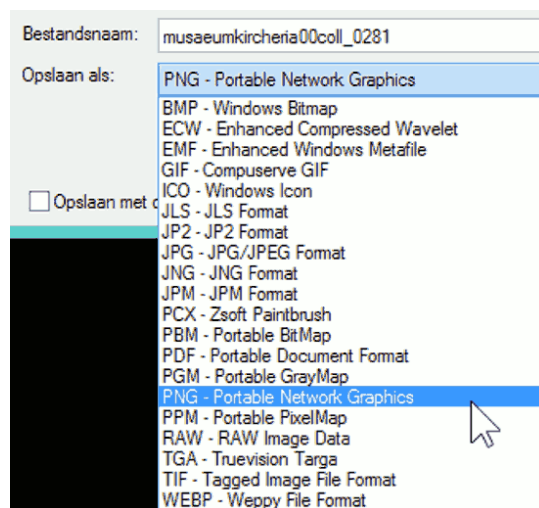 Bestandsnaam: musaeumkircheria00coll_0281
Opslaan als: PNG - Portable Network Graphics
BMP - Windows Bitmap
ECW - Enhanced Compressed Wavelet
EMF - Enhanced Windows Metafile
GIF - Compuserve GIF
ICO - Windows Icon
Opslaan met
JLS - JLS Format
JP2 - JP2 Format
JPG - JPG/JPEG Format
JNG - JNG Format
JPM - JPM Format
PCX - Zsoft Paintbrush
PBM - Portable BitMap
PDF - Portable Document Format
PGM - Portable GrayMap
PNG - Portable Network Graphics
PPM - Portable PixelMap
RAW - RAW Image Data
TGA - Truevision Targa
TIF - Tagged Image File Format
WEBP - Weppy File Format